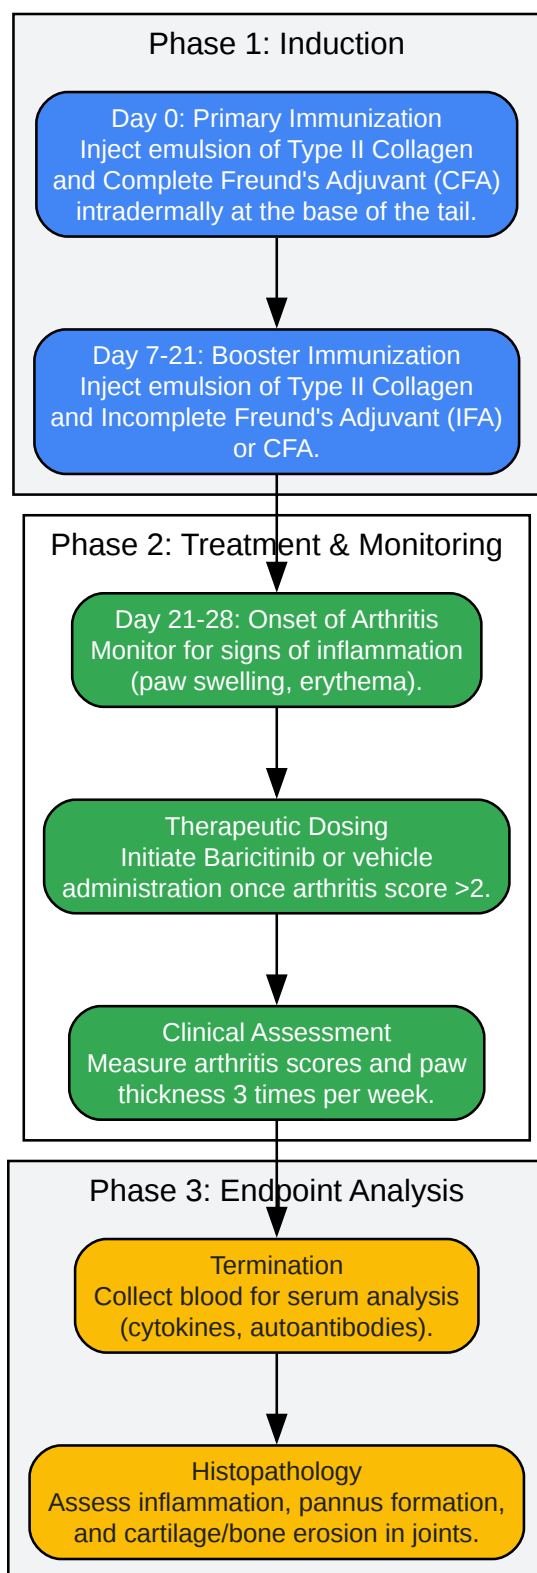 Phase 1: Induction
Day 0: Primary Immunization
Inject emulsion of Type II Collagen
and Complete Freund's Adjuvant (CFA)
intradermally at the base of the tail.
Day 7-21: Booster Immunization
Inject emulsion of Type II Collagen
and Incomplete Freund's Adjuvant (IFA)
or CFA.
Phase 2: Treatment & Monitoring
Day 21-28: Onset of Arthritis
Monitor for signs of inflammation
(paw swelling, erythema).
Therapeutic Dosing
Initiate Baricitinib or vehicle
administration once arthritis score >2.
Clinical Assessment
Measure arthritis scores and paw
thickness 3 times per week.
Phase 3: Endpoint Analysis
Termination
Collect blood for serum analysis
(cytokines, autoantibodies).
Histopathology
Assess inflammation, pannus formation,
and cartilage/bone erosion in joints.